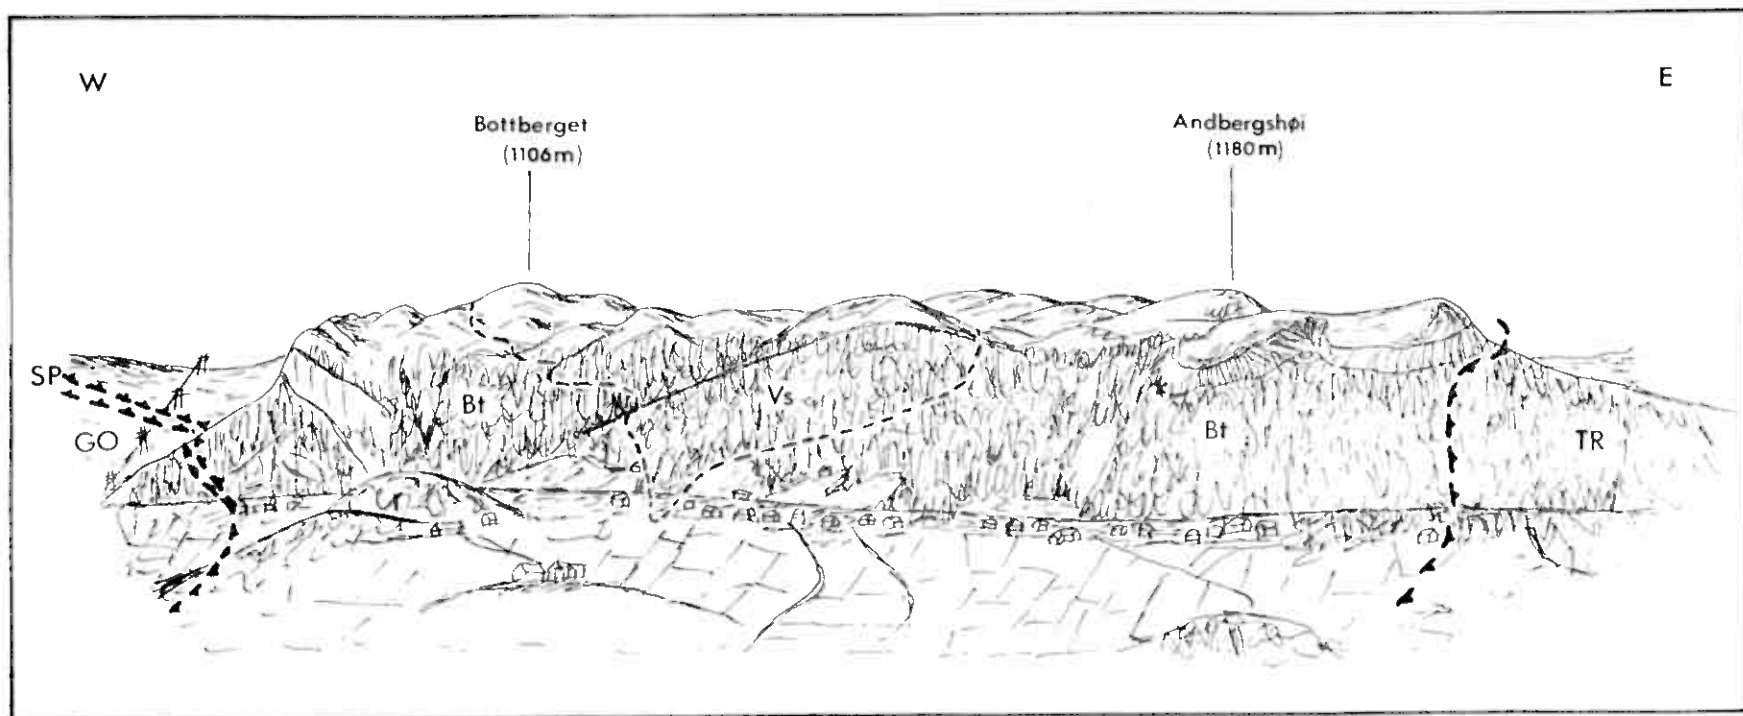 W
E
Bottberget
(1106m)
Andbergshøi
(1180m)
SP
GO
Bt
Vs
Bt
TR